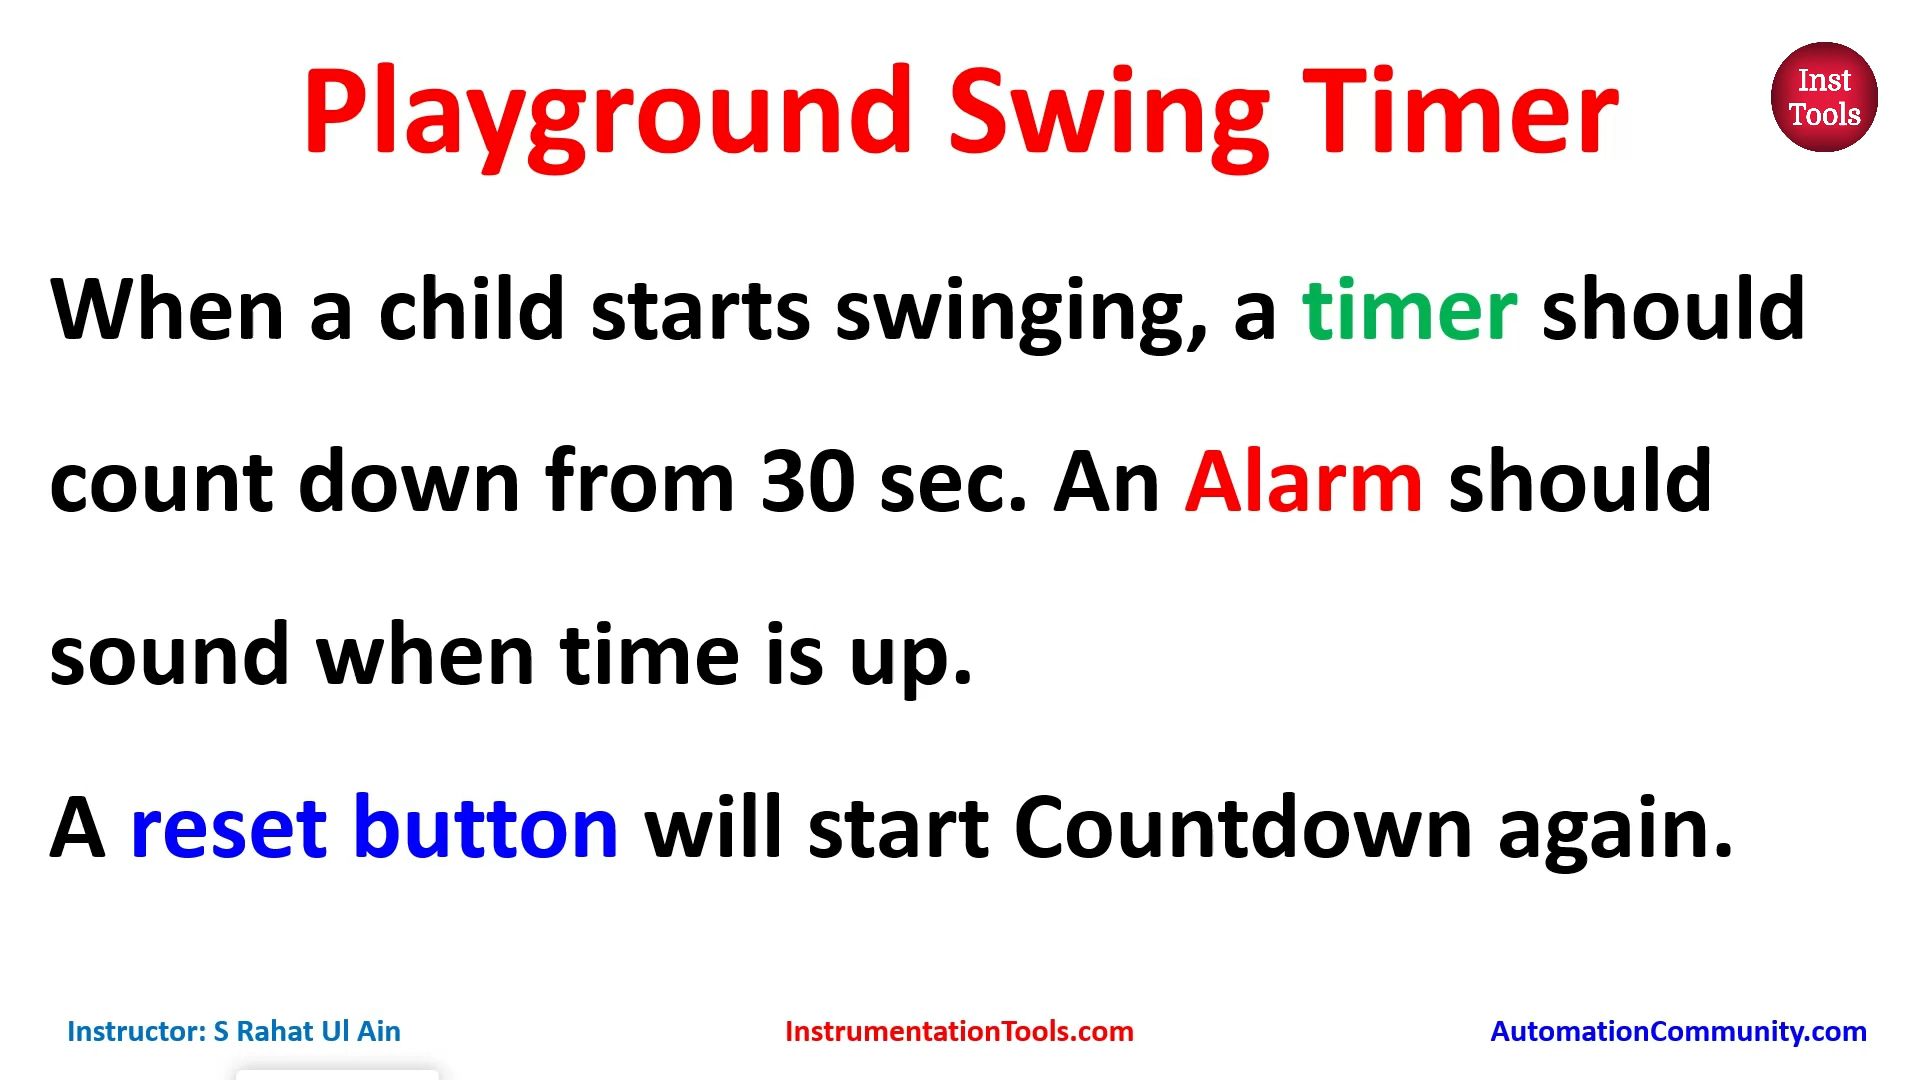 Playground Swing Timer
Inst
Tools
When a child starts swinging, a timer should
count down from 30 sec. An Alarm should
sound when time is up.
A reset button will start Countdown again.
Instructor: S Rahat Ul Ain
InstrumentationTools.com
AutomationCommunity.com